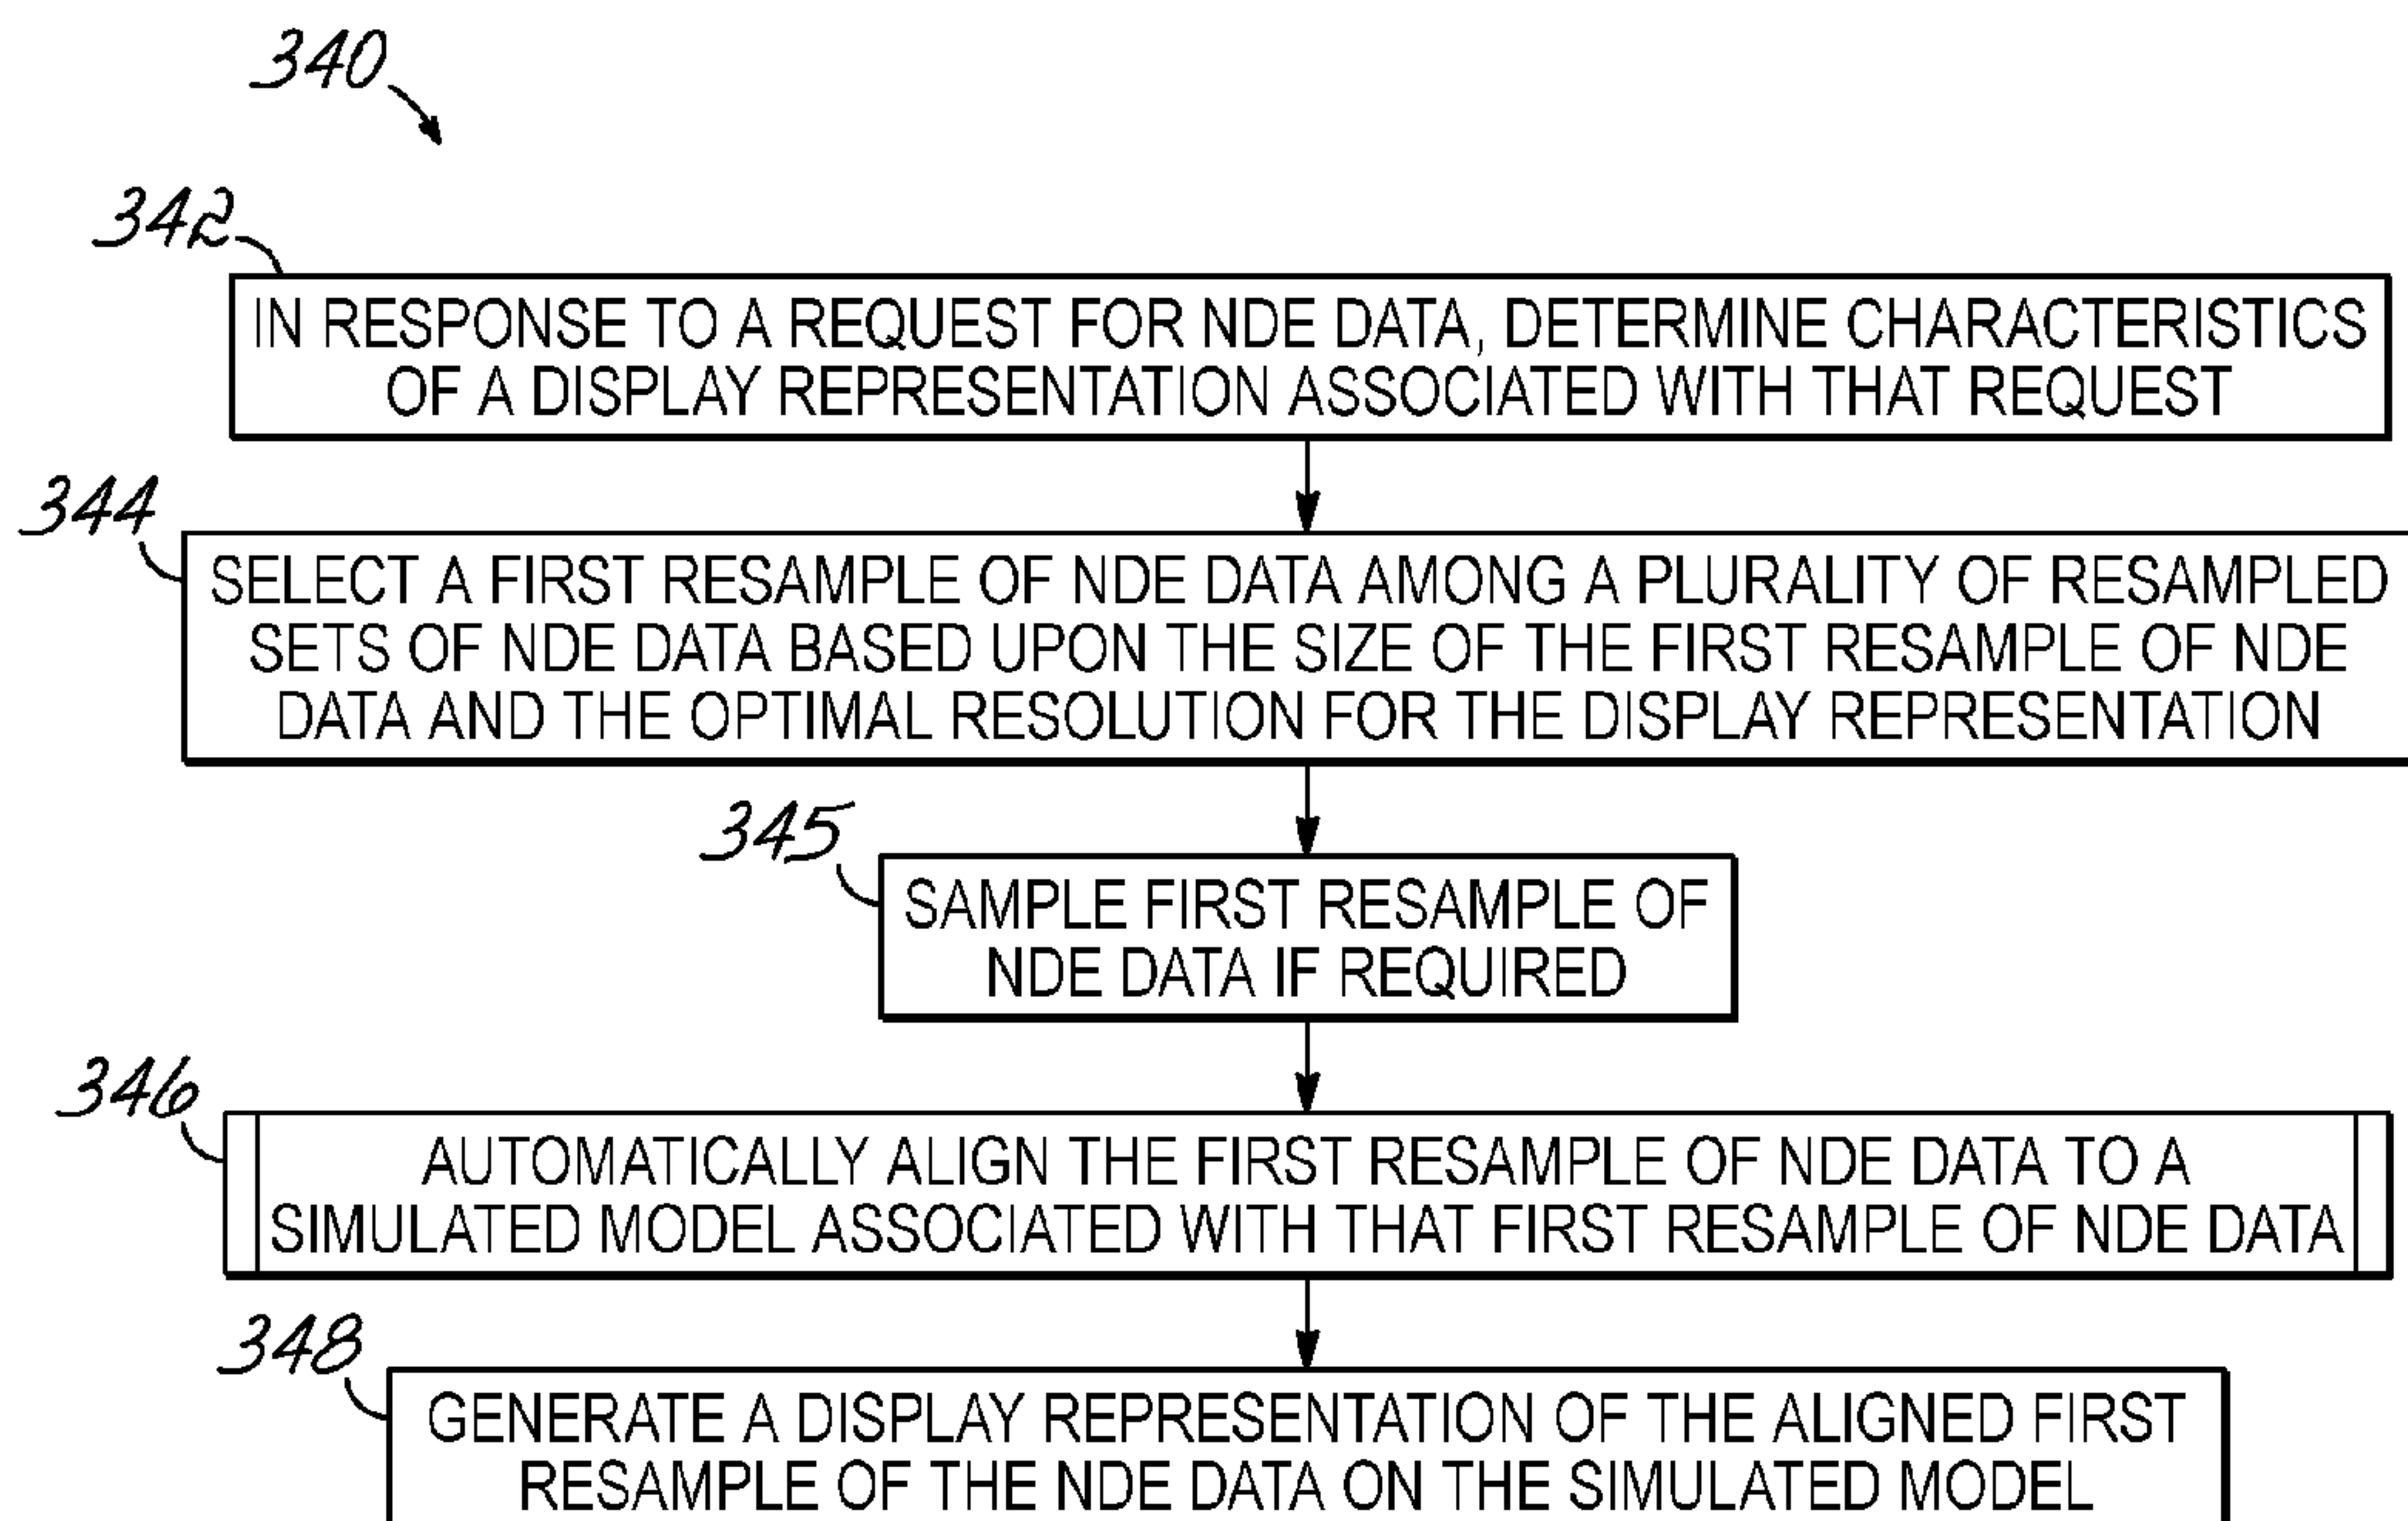 340
342
IN RESPONSE TO A REQUEST FOR NDE DATA, DETERMINE CHARACTERISTICS
OF A DISPLAY REPRESENTATION ASSOCIATED WITH THAT REQUEST
344
SELECT A FIRST RESAMPLE OF NDE DATA AMONG A PLURALITY OF RESAMPLED
SETS OF NDE DATA BASED UPON THE SIZE OF THE FIRST RESAMPLE OF NDE
DATA AND THE OPTIMAL RESOLUTION FOR THE DISPLAY REPRESENTATION
345
SAMPLE FIRST RESAMPLE OF
NDE DATA IF REQUIRED
346
AUTOMATICALLY ALIGN THE FIRST RESAMPLE OF NDE DATA TO A
SIMULATED MODEL ASSOCIATED WITH THAT FIRST RESAMPLE OF NDE DATA
348
GENERATE A DISPLAY REPRESENTATION OF THE ALIGNED FIRST
RESAMPLE OF THE NDE DATA ON THE SIMULATED MODEL